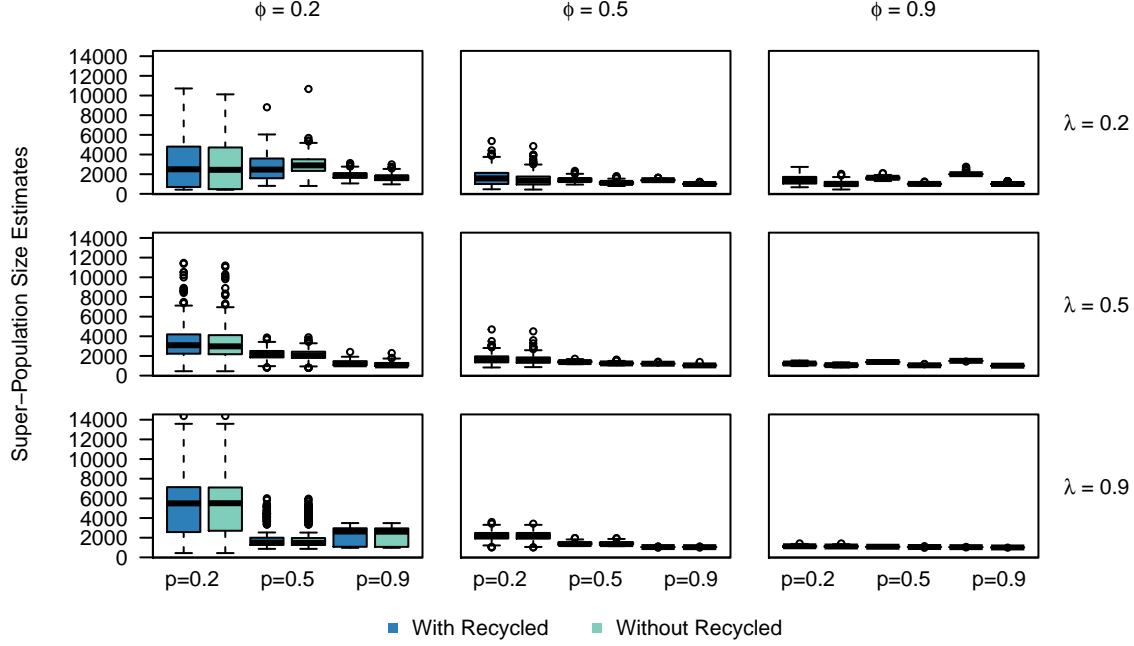 ϕ = 0.2
ϕ = 0.5
ϕ = 0.9
Super−Population Size Estimates
14000
12000
10000
8000
6000
4000
2000
0
λ = 0.2
14000
12000
10000
8000
6000
4000
2000
0
λ = 0.5
14000
12000
10000
8000
6000
4000
2000
0
λ = 0.9
p=0.2 p=0.5 p=0.9 p=0.2 p=0.5 p=0.9 p=0.2 p=0.5 p=0.9
With Recycled Without Recycled